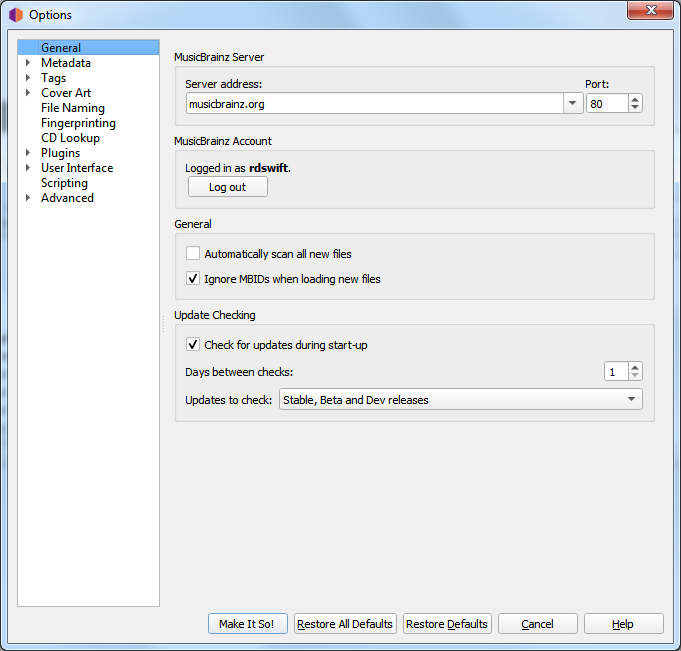 Options
General
Metadata
Tags
Cover Art
File Naming
Fingerprinting
CD Lookup
Plugins
User Interface
Scripting
Advanced
MusicBrainz Server
Server address: Port:
musicbrainz.org 80
MusicBrainz Account
Logged in as rdswift.
Log out
General
Automatically scan all new files
Ignore MBIDs when loading new files
Update Checking
Check for updates during start-up
Days between checks: 1
Updates to check: Stable, Beta and Dev releases
Make It So! Restore All Defaults Restore Defaults Cancel Help